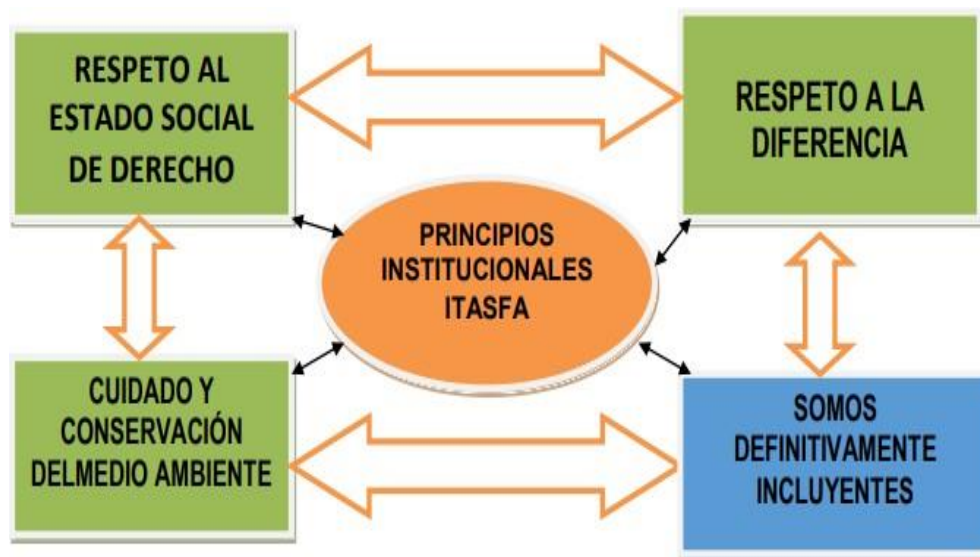 RESPETO AL
ESTADO SOCIAL
DE DERECHO
RESPETO A LA
DIFERENCIA
PRINCIPIOS
INSTITUCIONALES
ITASFA
CUIDADO Y
CONSERVACIÓN
DELMEDIO AMBIENTE
SOMOS
DEFINITIVAMENTE
INCLUYENTES